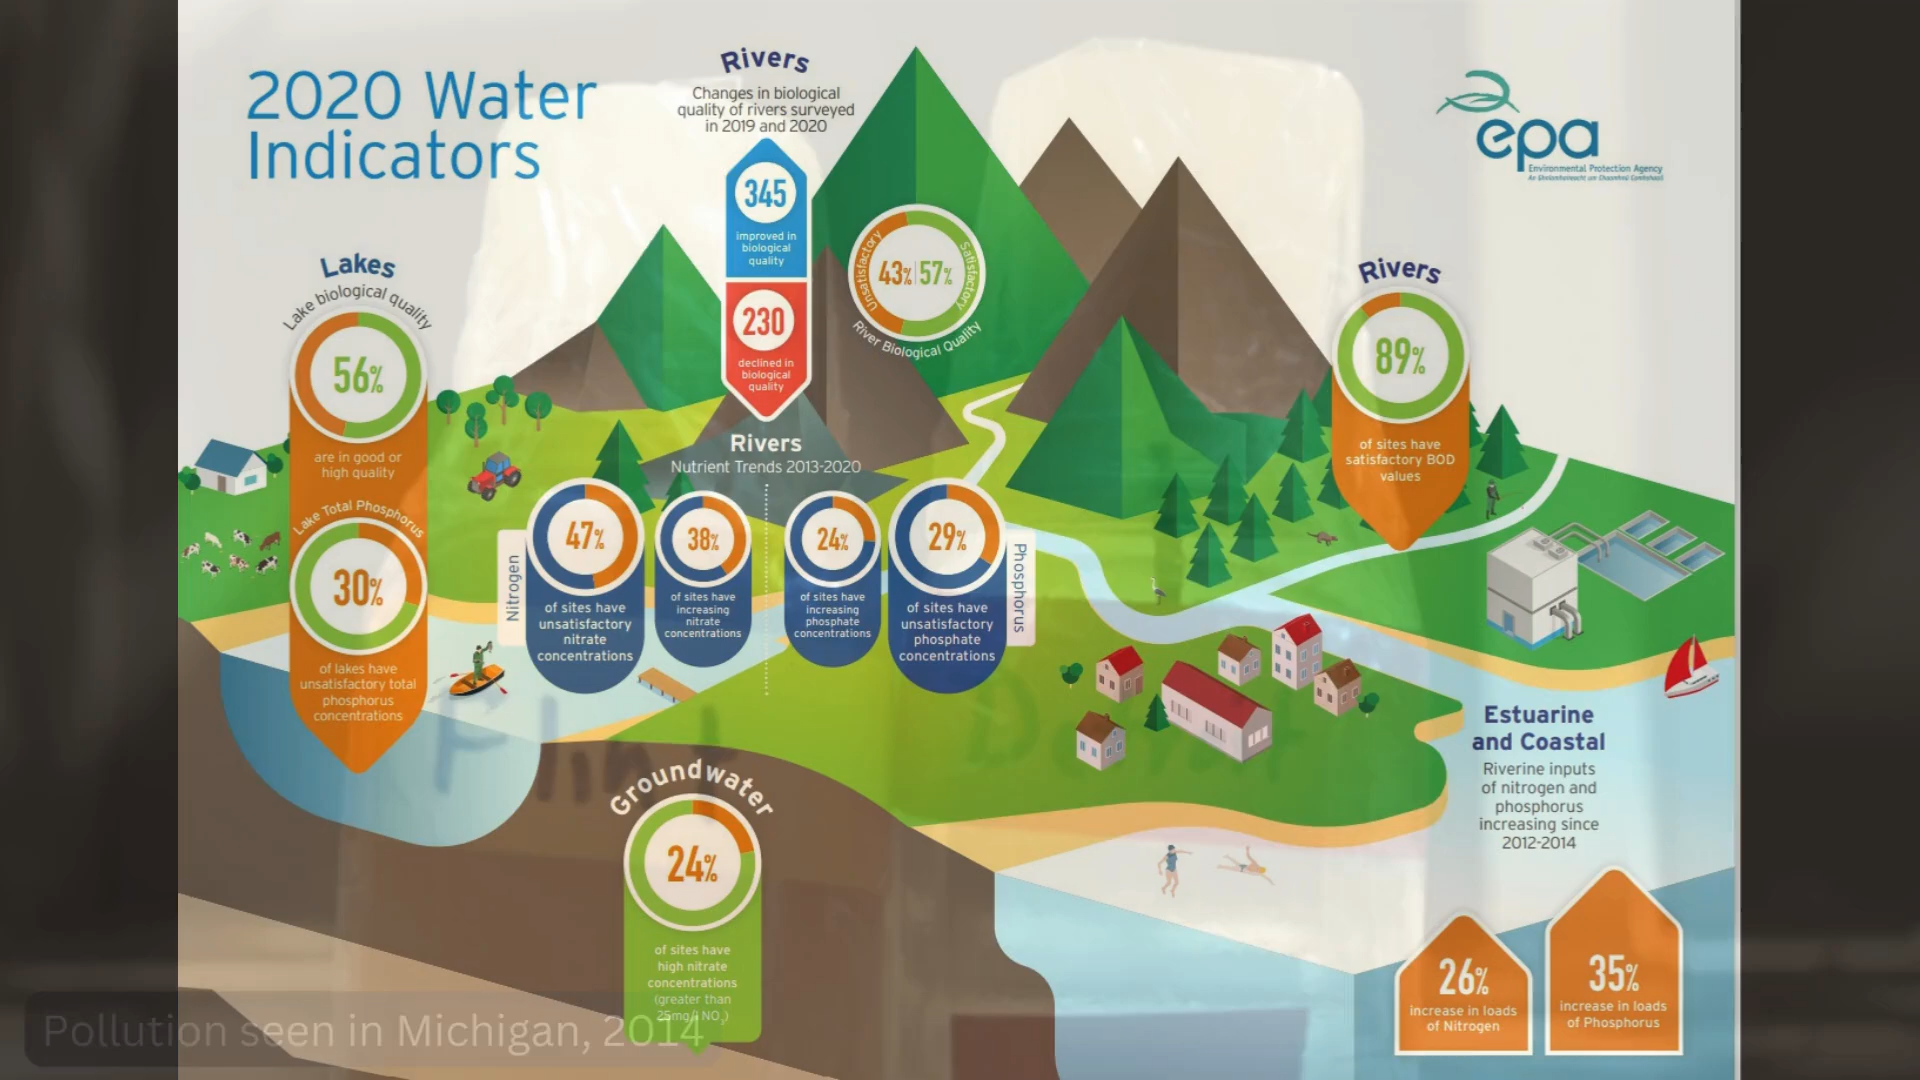 2020 Water
Indicators
Rivers
Changes in biological
quality of rivers surveyed
in 2019 and 2020
345
improved in
biological
quality
230
declined in
biological
quality
Unsatisfactory
43% 57%
Satisfactory
River Biological Quality
epa
Environmental Protection Agency
Lakes
Lake biological quality
56%
are in good or
high quality
Lake Total Phosphorus
30%
of lakes have
unsatisfactory total
phosphorus
concentrations
Rivers
89%
of sites have
satisfactory BOD
values
Rivers
Nutrient Trends 2013-2020
Nitrogen
47%
of sites have
unsatisfactory
nitrate
concentrations
38%
of sites have
increasing
nitrate
concentrations
24%
of sites have
increasing
phosphate
concentrations
29%
of sites have
unsatisfactory
phosphate
concentrations
Phosphorus
Flint
Groundwater
24%
of sites have
high nitrate
concentrations
(greater than
25mg/l NO3)
Estuarine
and Coastal
Riverine inputs
of nitrogen and
phosphorus
increasing since
2012-2014
26%
increase in loads
of Nitrogen
35%
increase in loads
of Phosphorus
Pollution seen in Michigan, 2014